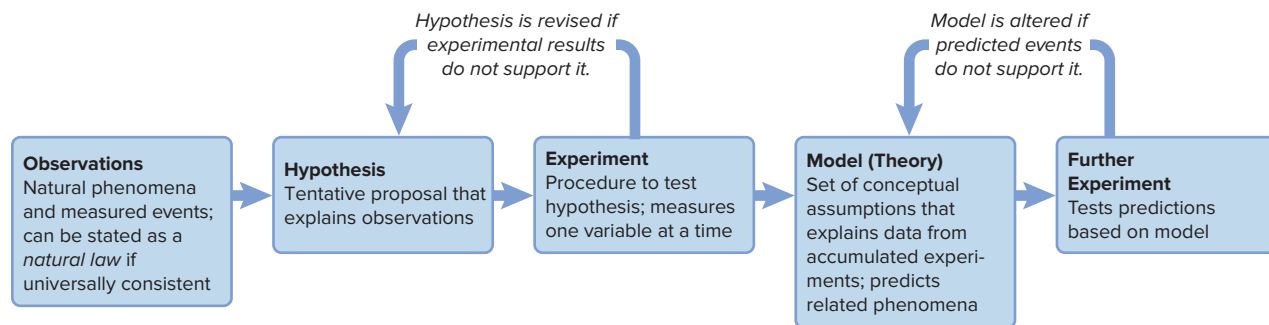 Hypothesis is revised if
experimental results
do not support it.
Model is altered if
predicted events
do not support it.
Observations
Natural phenomena
and measured events;
can be stated as a
natural law if
universally consistent
Hypothesis
Tentative proposal that
explains observations
Experiment
Procedure to test
hypothesis; measures
one variable at a time
Model (Theory)
Set of conceptual
assumptions that
explains data from
accumulated experi-
ments; predicts
related phenomena
Further
Experiment
Tests predictions
based on model